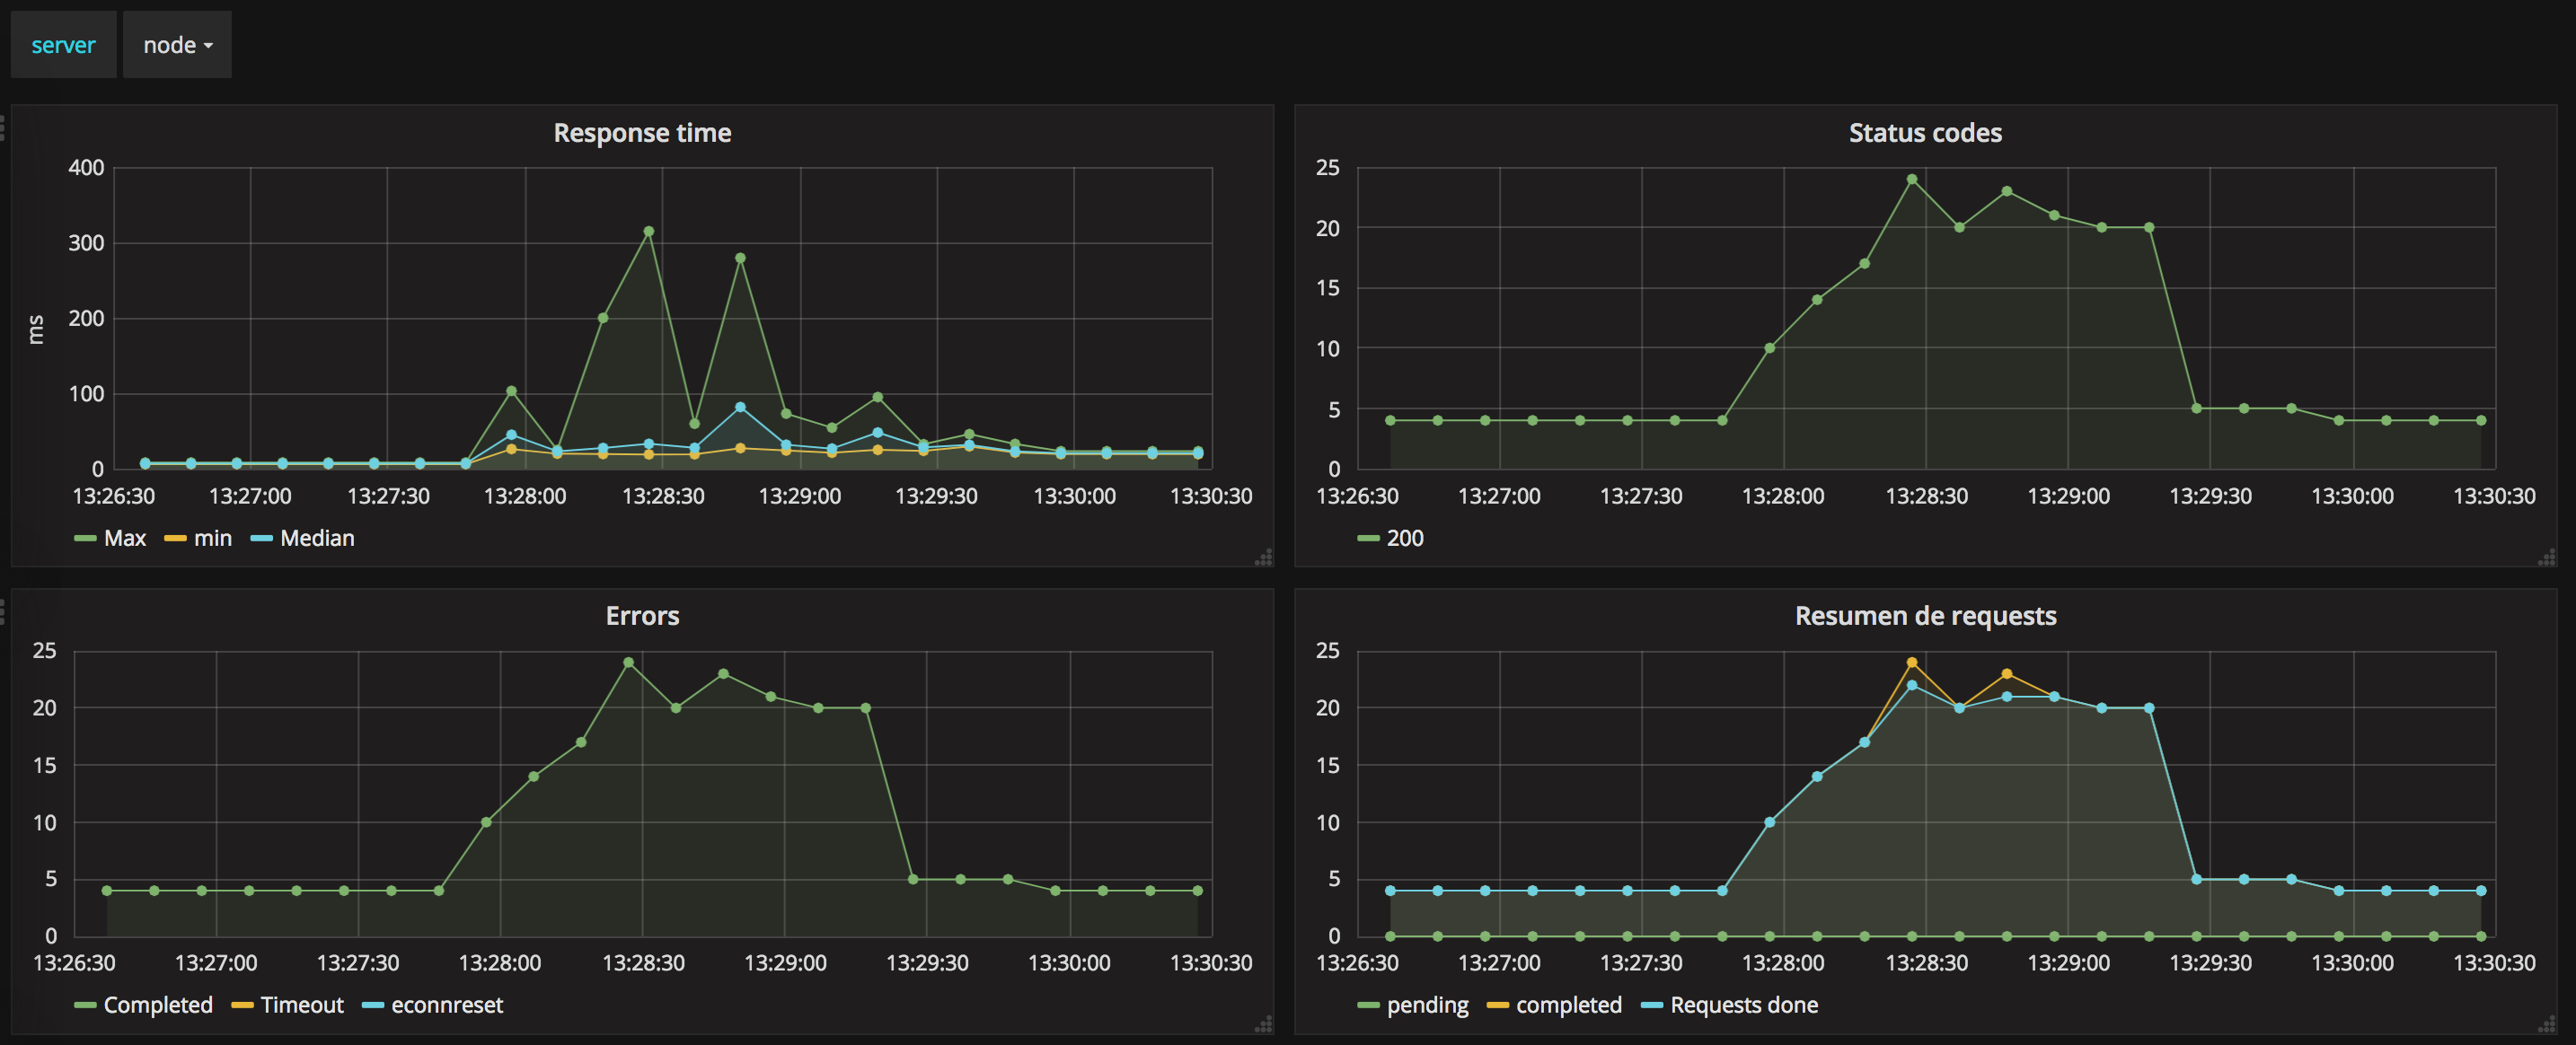 server node
Response time
400
300
200
100
0
ms
13:26:30 13:27:00 13:27:30 13:28:00 13:28:30 13:29:00 13:29:30 13:30:00 13:30:30
Max min Median
Status codes
25
20
15
10
5
0
13:26:30 13:27:00 13:27:30 13:28:00 13:28:30 13:29:00 13:29:30 13:30:00 13:30:30
200
Errors
25
20
15
10
5
0
13:26:30 13:27:00 13:27:30 13:28:00 13:28:30 13:29:00 13:29:30 13:30:00 13:30:30
Completed Timeout econnreset
Resumen de requests
25
20
15
10
5
0
13:26:30 13:27:00 13:27:30 13:28:00 13:28:30 13:29:00 13:29:30 13:30:00 13:30:30
pending completed Requests done